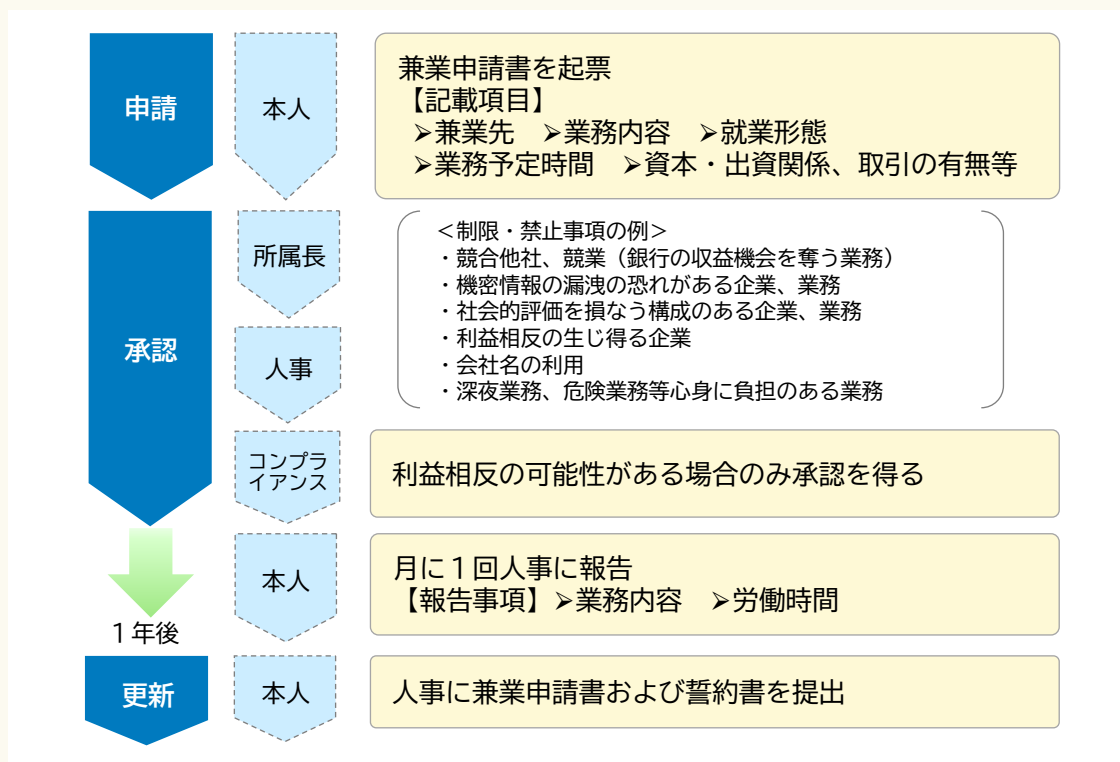 申請
本人
兼業申請書を起票
【記載項目】
➢兼業先　➢業務内容　➢就業形態
➢業務予定時間　➢資本・出資関係、取引の有無等
承認
所属長
＜制限・禁止事項の例＞
・競合他社、競業（銀行の収益機会を奪う業務）
・機密情報の漏洩の恐れがある企業、業務
・社会的評価を損なう構成のある企業、業務
・利益相反の生じ得る企業
・会社名の利用
・深夜業務、危険業務等心身に負担のある業務
人事
コンプラ
イアンス
利益相反の可能性がある場合のみ承認を得る
本人
月に１回人事に報告
【報告事項】➢業務内容　➢労働時間
１年後
更新
本人
人事に兼業申請書および誓約書を提出